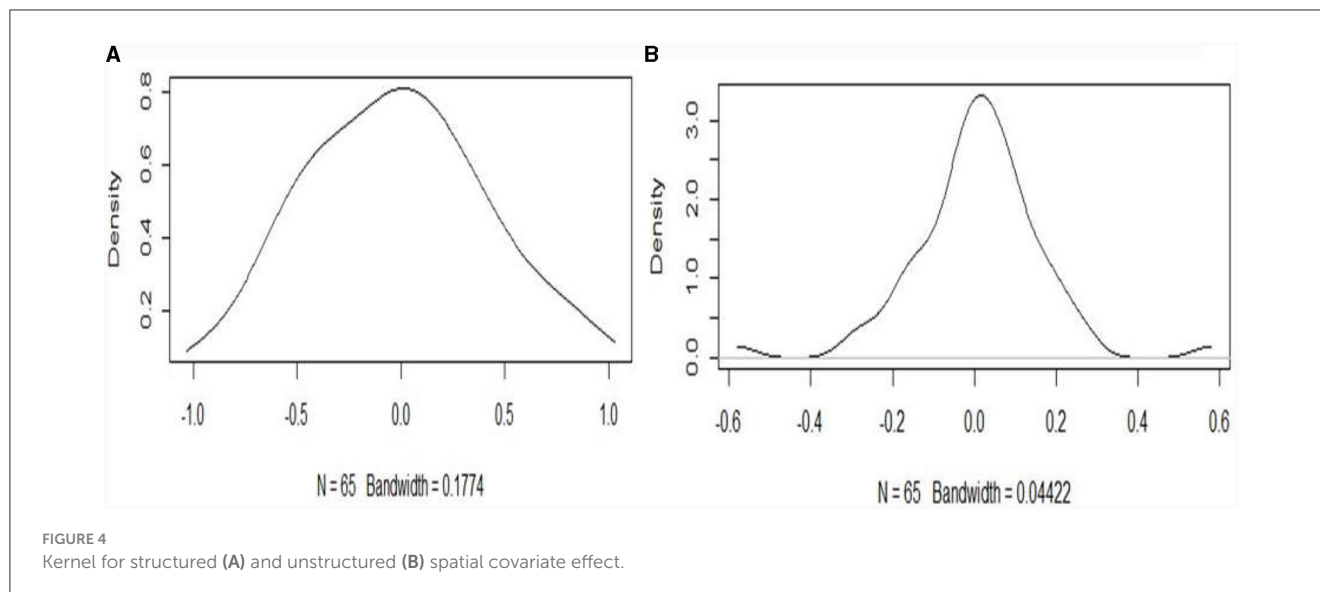 A
B
Density
0.2 0.4 0.6 0.8
-1.0 -0.5 0.0 0.5 1.0
N = 65 Bandwidth = 0.1774
Density
0.0 1.0 2.0 3.0
-0.6 -0.4 -0.2 0.0 0.2 0.4 0.6
N = 65 Bandwidth = 0.04422
FIGURE 4
Kernel for structured (A) and unstructured (B) spatial covariate effect.